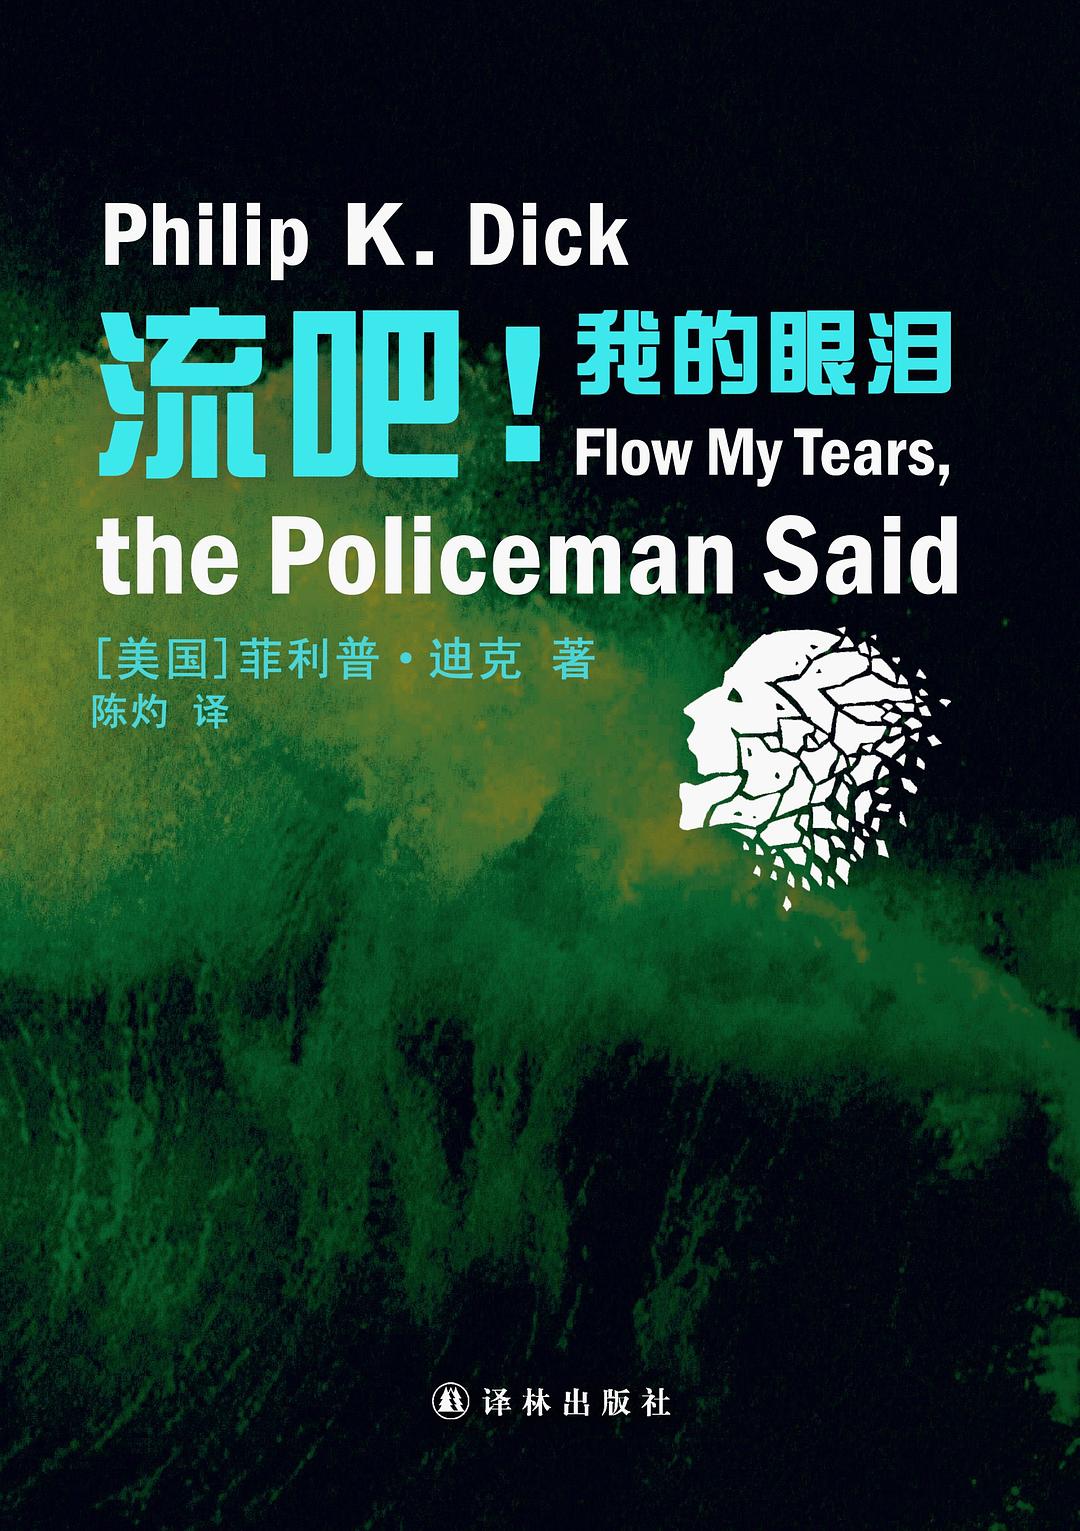 Philip K. Dick
流吧！我的眼泪
Flow My Tears,
the Policeman Said
[美国]菲利普·迪克 著
陈灼 译
译林出版社